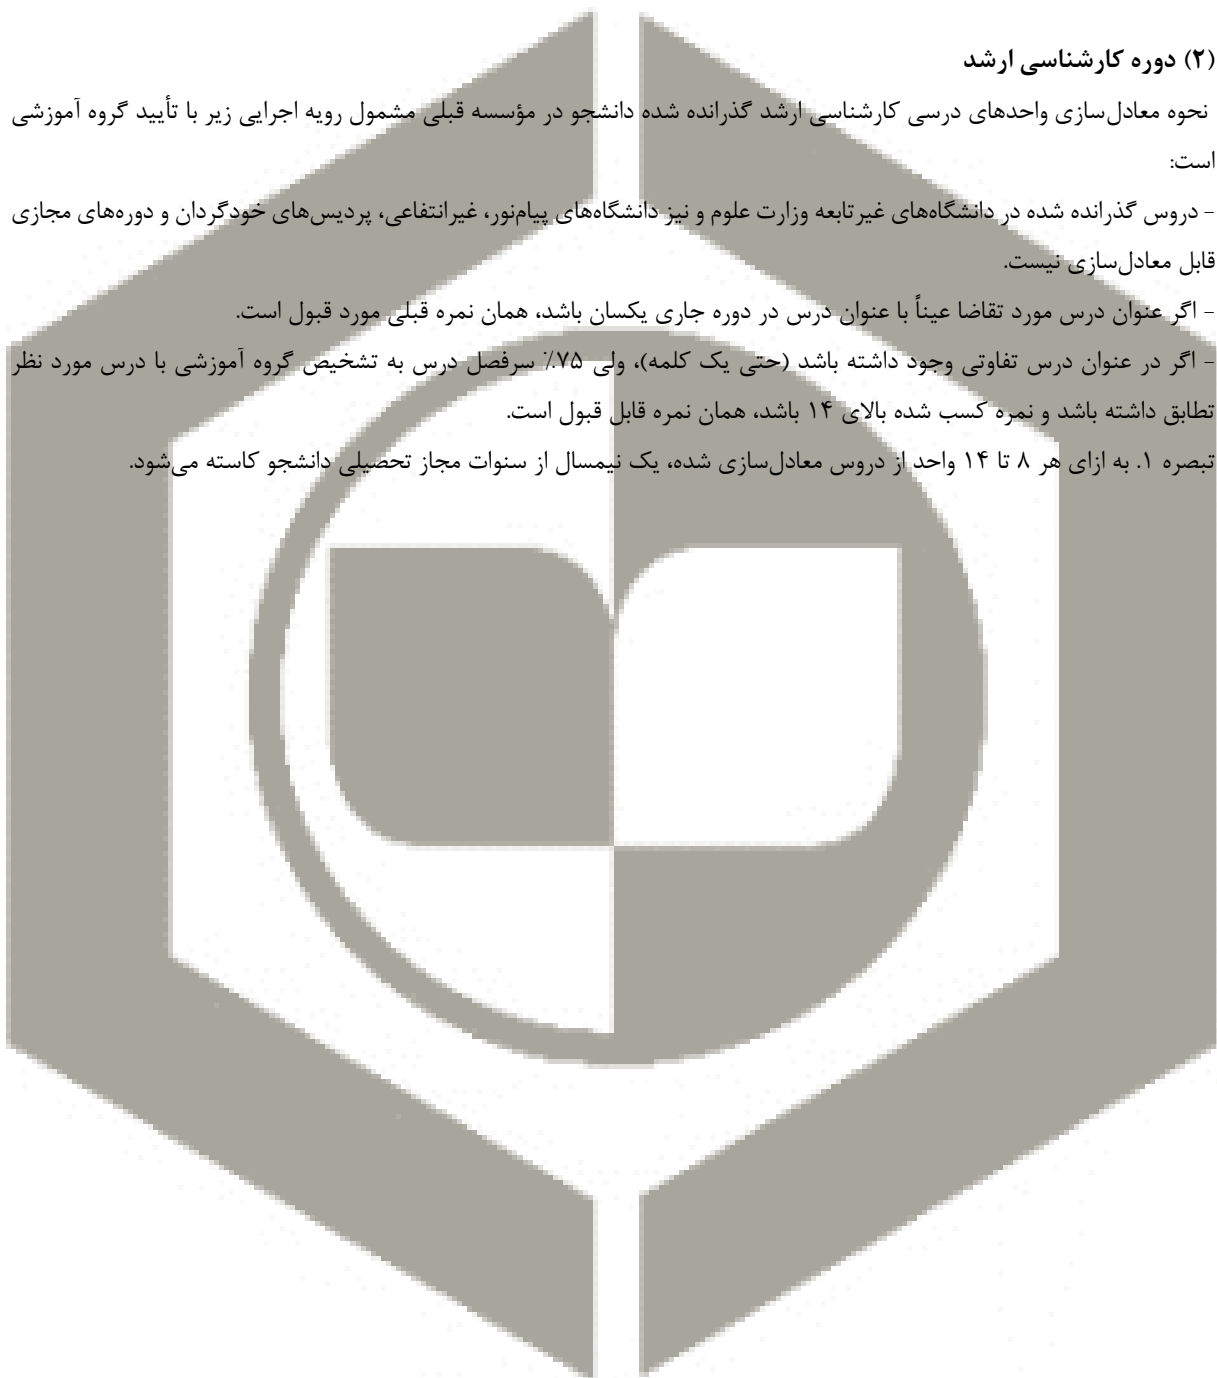 (۲) دوره کارشناسی ارشد
نحوه معادل‌سازی واحدهای درسی کارشناسی ارشد گذرانده شده دانشجو در مؤسسه قبلی مشمول رویه اجرایی زیر با تأیید گروه آموزشی
است:
- دروس گذرانده شده در دانشگاه‌های غیرتابعه وزارت علوم و نیز دانشگاه‌های پیام‌نور، غیرانتفاعی، پردیس‌های خودگردان و دوره‌های مجازی
قابل معادل‌سازی نیست.
- اگر عنوان درس مورد تقاضا عیناً با عنوان درس در دوره جاری یکسان باشد، همان نمره قبلی مورد قبول است.
- اگر در عنوان درس تفاوتی وجود داشته باشد (حتی یک کلمه)، ولی ۷۵٪ سرفصل درس به تشخیص گروه آموزشی با درس مورد نظر
تطابق داشته باشد و نمره کسب شده بالای ۱۴ باشد، همان نمره قابل قبول است.
تبصره ۱. به ازای هر ۸ تا ۱۴ واحد از دروس معادل‌سازی شده، یک نیمسال از سنوات مجاز تحصیلی دانشجو کاسته می‌شود.